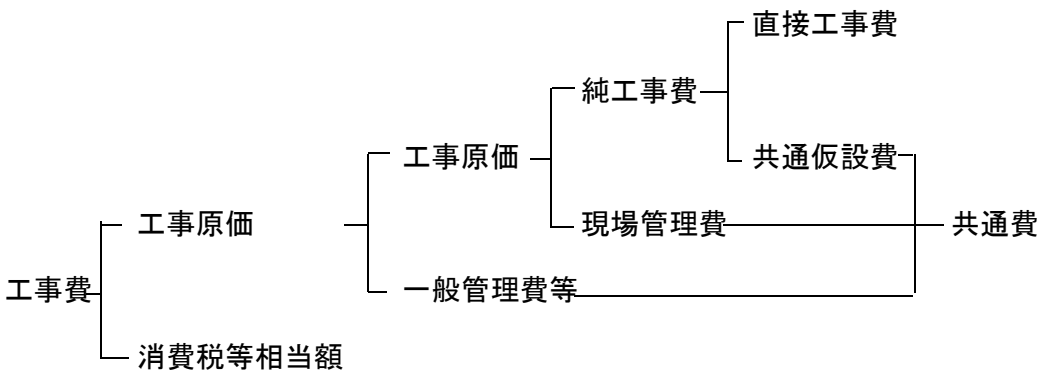 直接工事費
純工事費
工事原価
共通仮設費
工事原価
現場管理費
共通費
工事費
一般管理費等
消費税等相当額